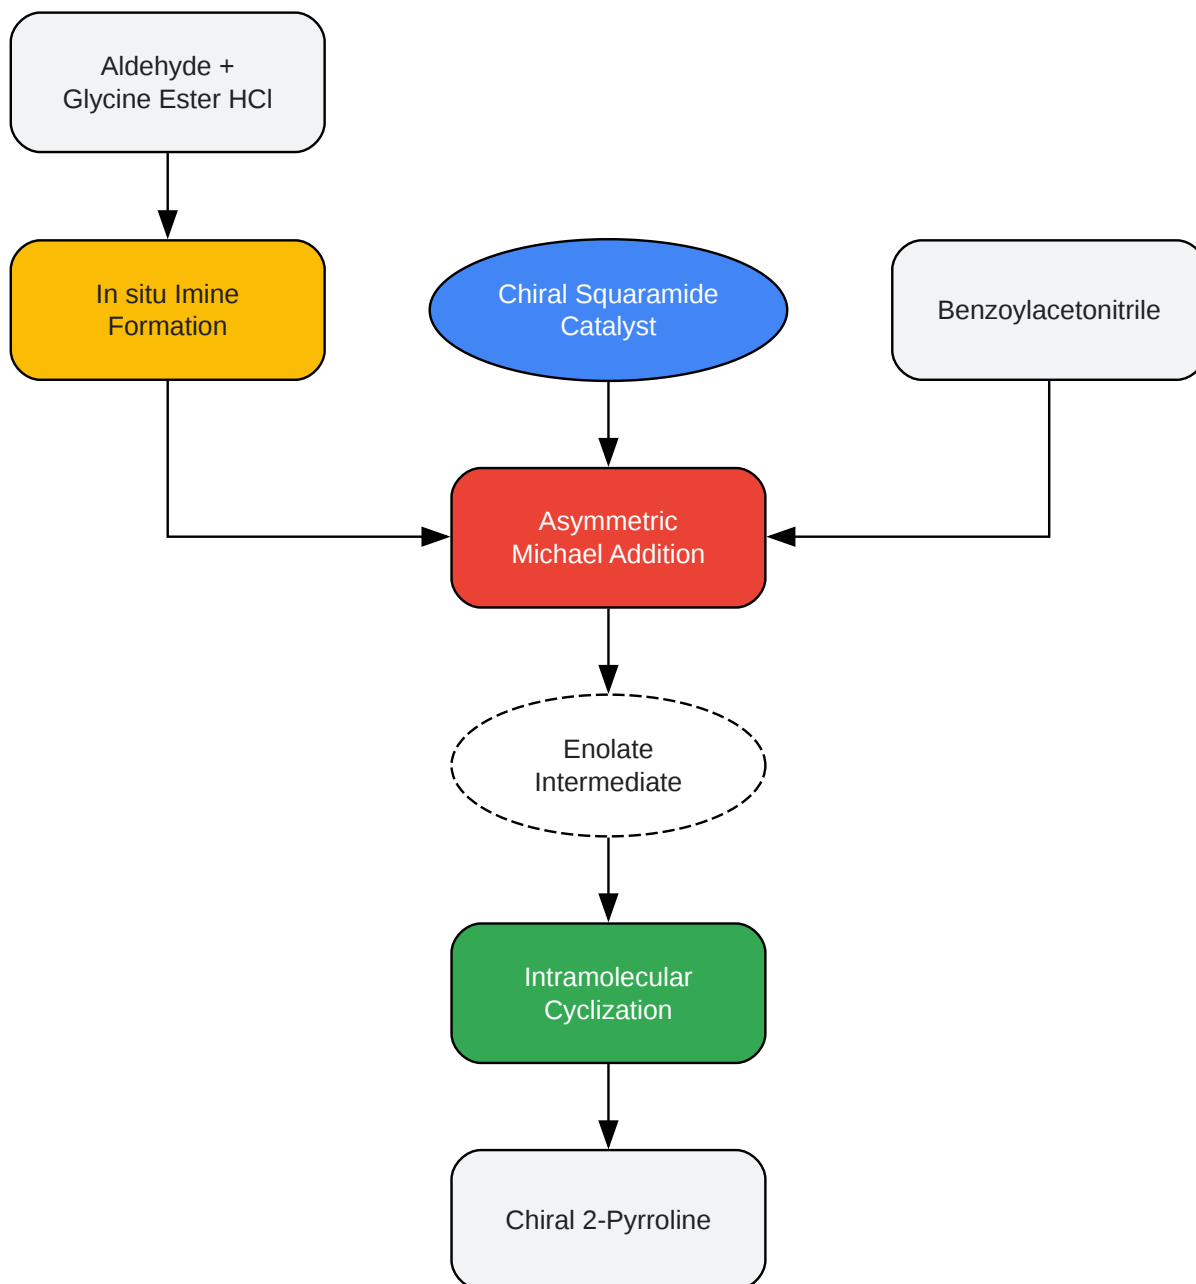 Aldehyde +
Glycine Ester HCl
In situ Imine
Formation
Chiral Squaramide
Catalyst
Benzoylacetonitrile
Asymmetric
Michael Addition
Enolate
Intermediate
Intramolecular
Cyclization
Chiral 2-Pyrroline